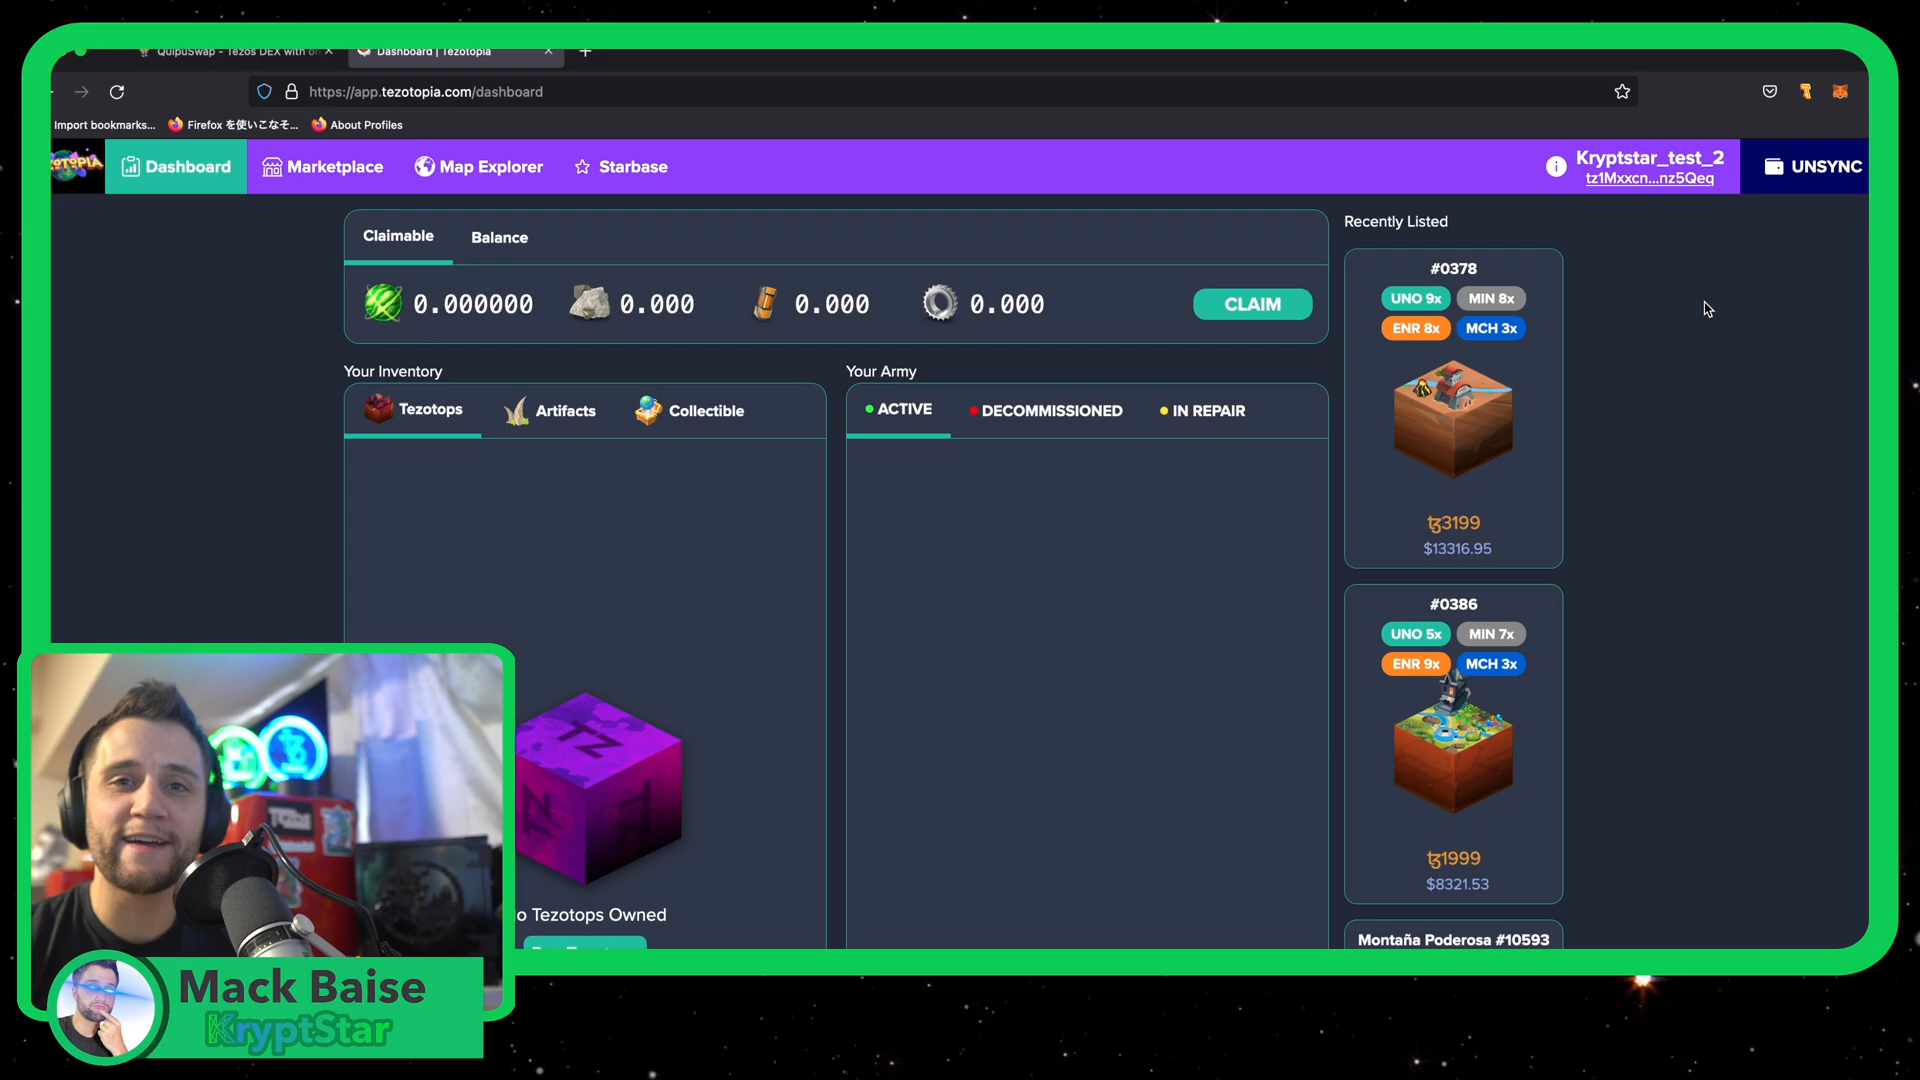 QuipuSwap - Tezos DEX with on
Dashboard | Tezotopia
https://app.tezotopia.com/dashboard
Import bookmarks...
Firefox を使いこなそ...
About Profiles
Dashboard
Marketplace
Map Explorer
Starbase
Kryptstar_test_2
tz1Mxxcn...nz5Qeq
UNSYNC
Claimable
Balance
Recently Listed
0.000000
0.000
0.000
0.000
CLAIM
#0378
UNO 9x
MIN 8x
ENR 8x
MCH 3x
ꜩ3199
$13316.95
Your Inventory
Your Army
Tezotops
Artifacts
Collectible
ACTIVE
DECOMMISSIONED
IN REPAIR
#0386
UNO 5x
MIN 7x
ENR 9x
MCH 3x
ꜩ1999
$8321.53
TZ
TZ
TZ
o Tezotops Owned
Montaña Poderosa #10593
Mack Baise
KryptStar